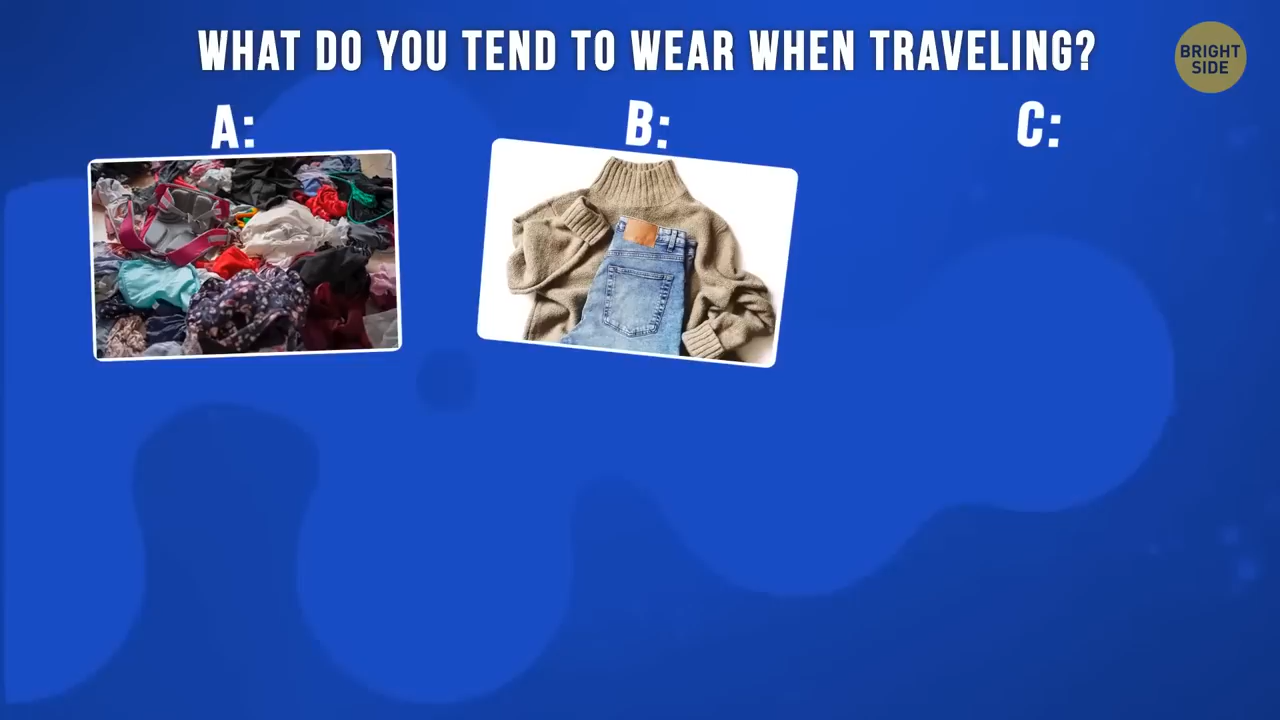 WHAT DO YOU TEND TO WEAR WHEN TRAVELING?
BRIGHT
SIDE
A:
B:
C: